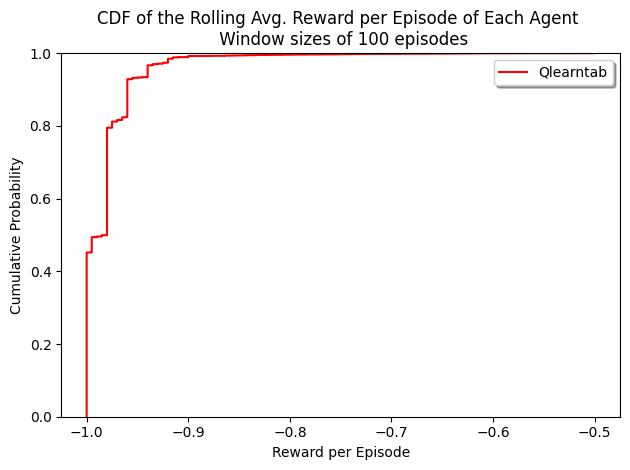 CDF of the Rolling Avg. Reward per Episode of Each Agent
Window sizes of 100 episodes
Qlearntab
1.0
0.8
0.6
0.4
0.2
0.0
Cumulative Probability
−1.0 −0.9 −0.8 −0.7 −0.6 −0.5
Reward per Episode